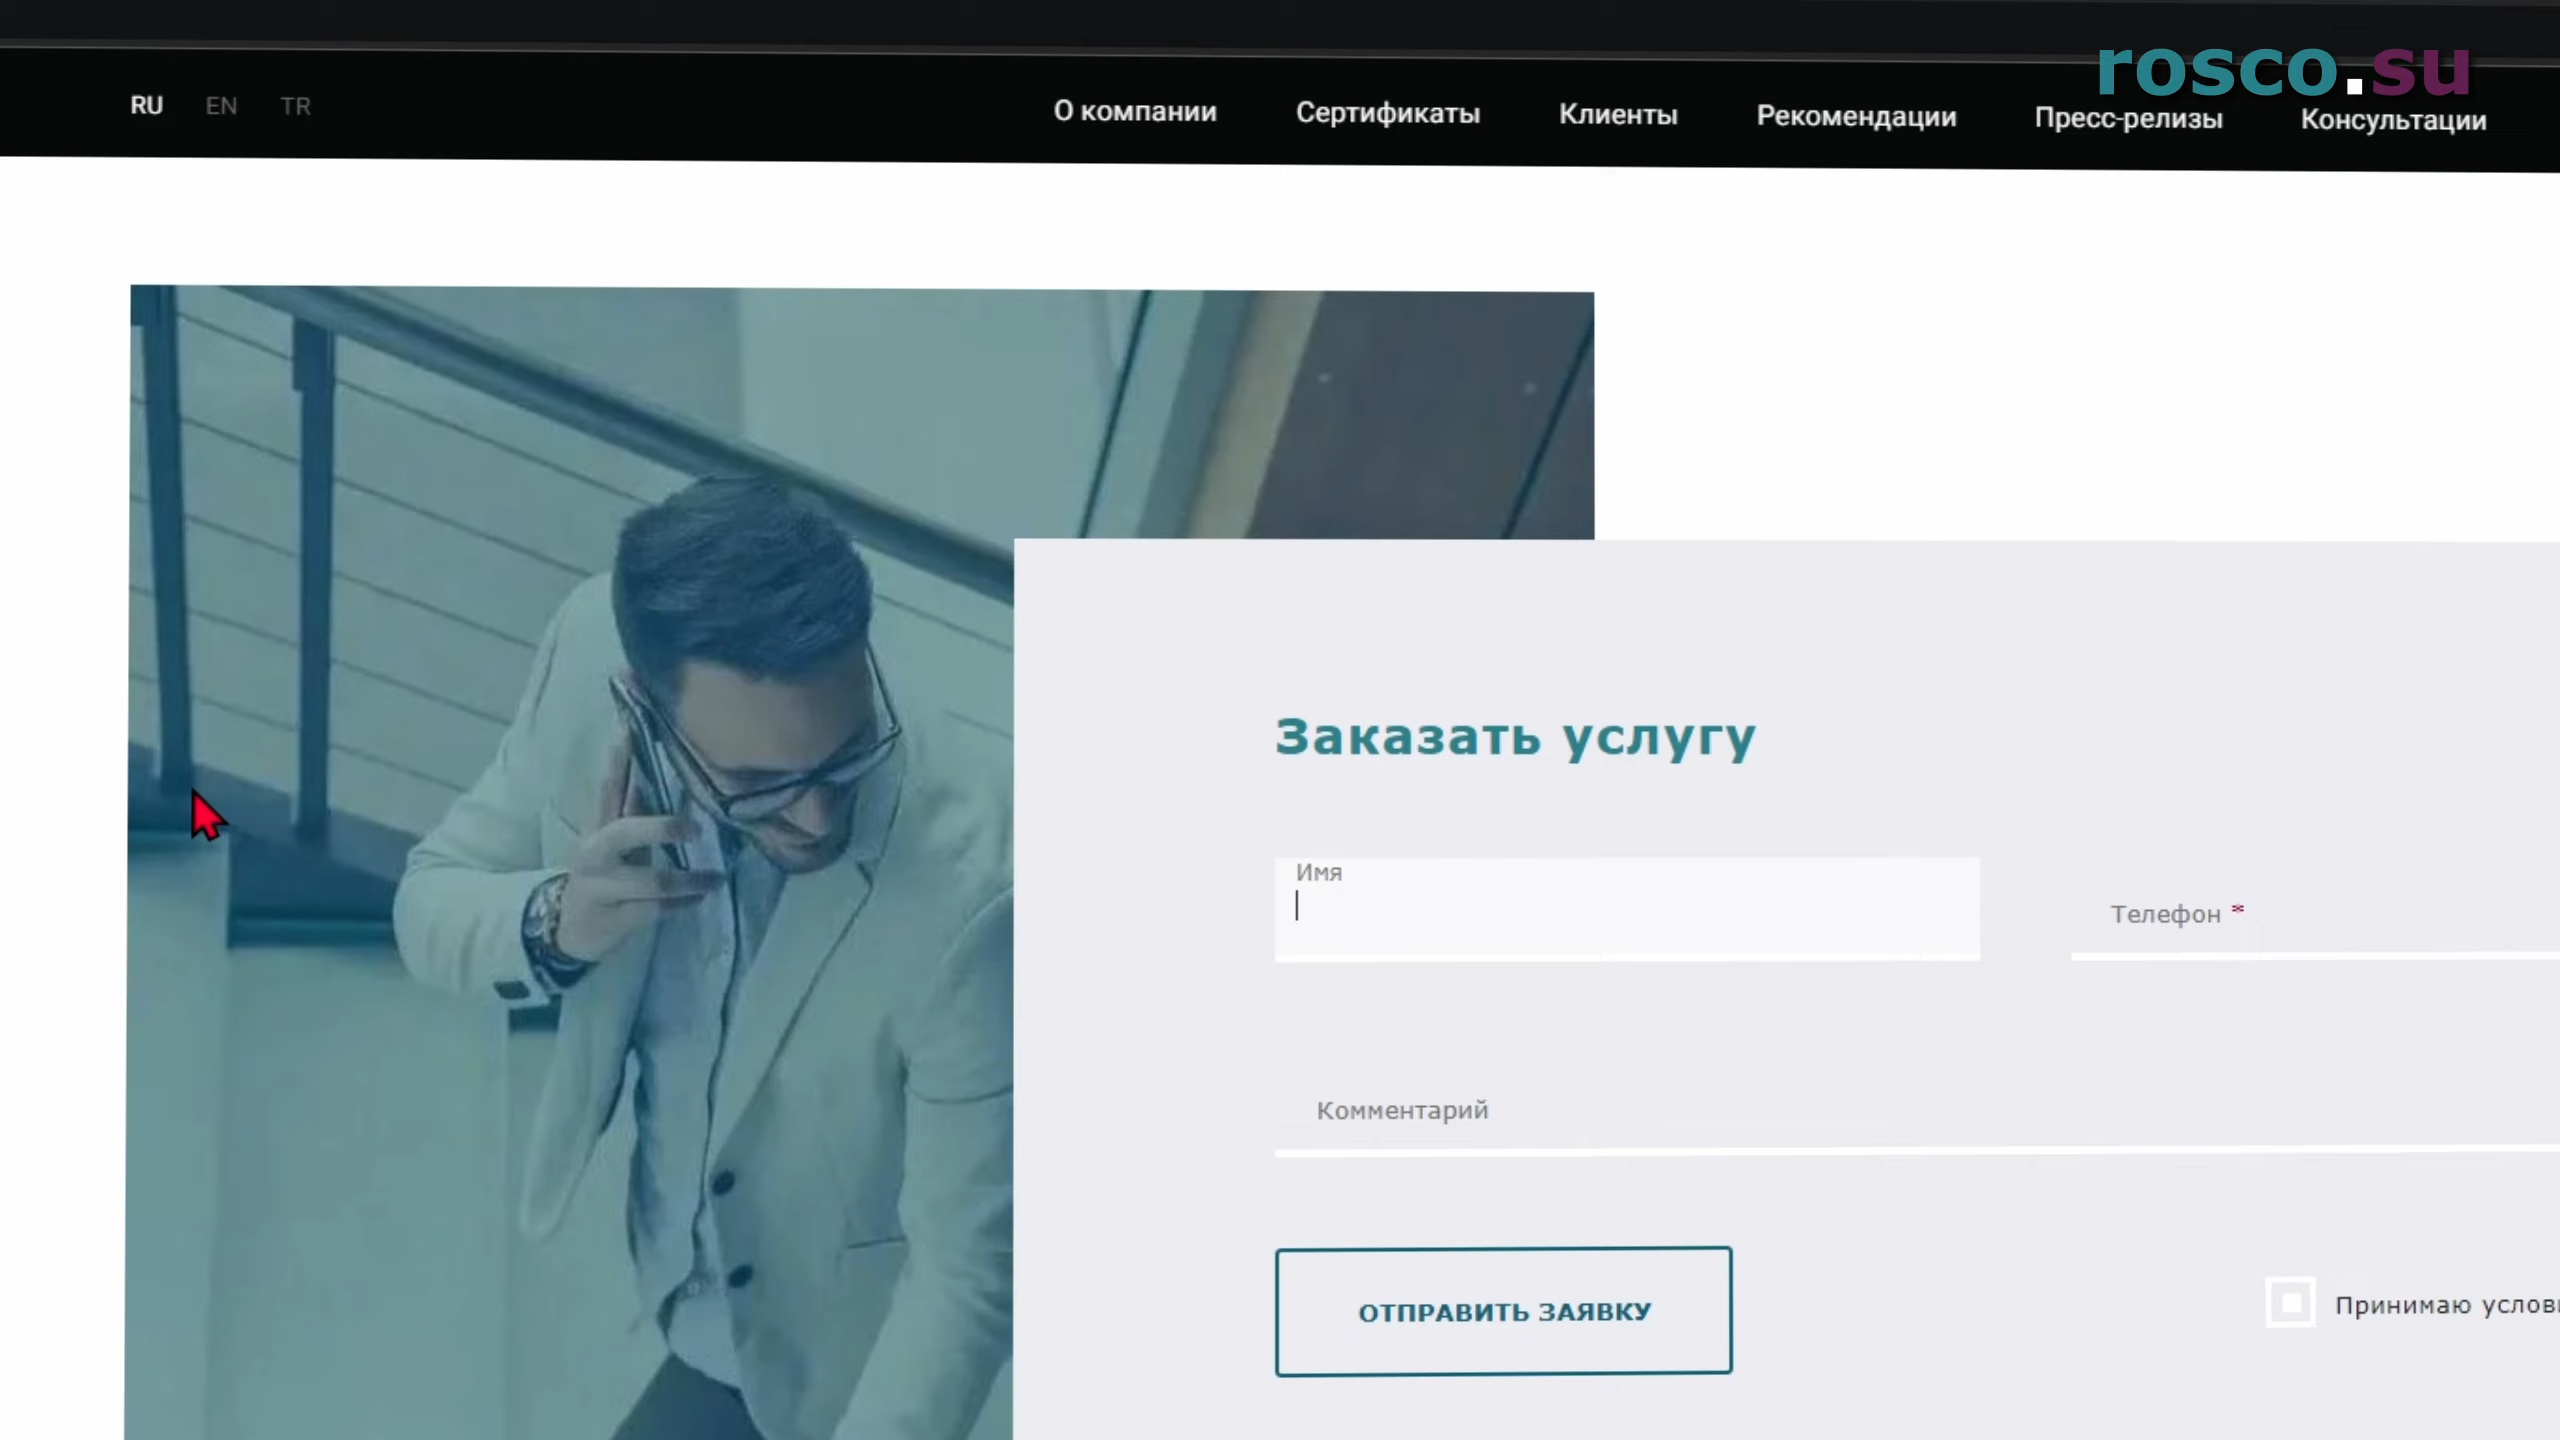 rosco.su
RU EN TR
О компании Сертификаты Клиенты Рекомендации Пресс-релизы Консультации
Заказать услугу
Имя
Телефон *
Комментарий
ОТПРАВИТЬ ЗАЯВКУ
Принимаю